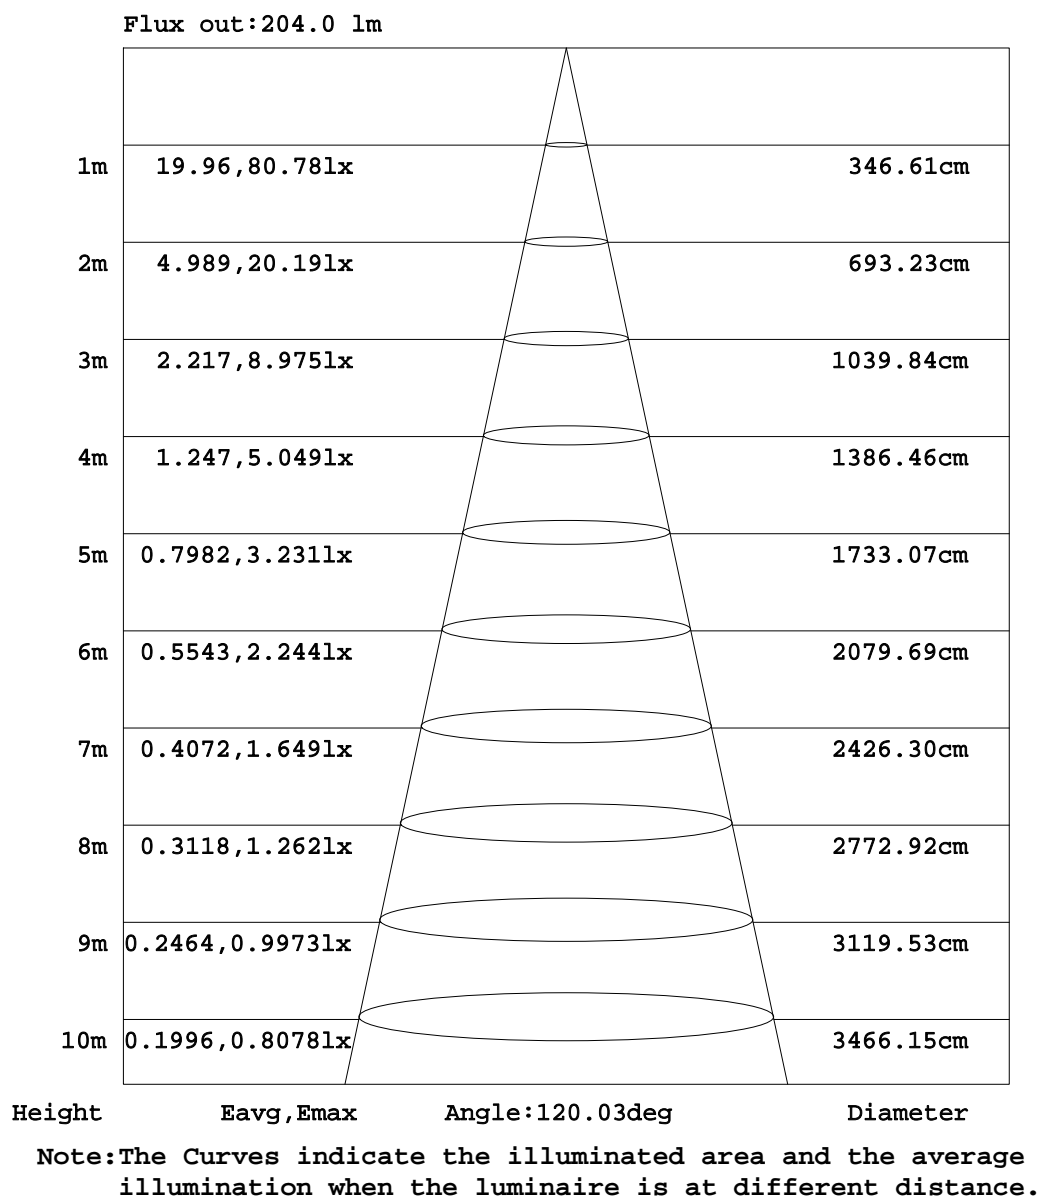 Flux out:204.0 lm
1m 19.96,80.78lx 346.61cm
2m 4.989,20.19lx 693.23cm
3m 2.217,8.975lx 1039.84cm
4m 1.247,5.049lx 1386.46cm
5m 0.7982,3.231lx 1733.07cm
6m 0.5543,2.244lx 2079.69cm
7m 0.4072,1.649lx 2426.30cm
8m 0.3118,1.262lx 2772.92cm
9m 0.2464,0.9973lx 3119.53cm
10m 0.1996,0.8078lx 3466.15cm
Height Eavg,Emax Angle:120.03deg Diameter
Note:The Curves indicate the illuminated area and the average
illumination when the luminaire is at different distance.